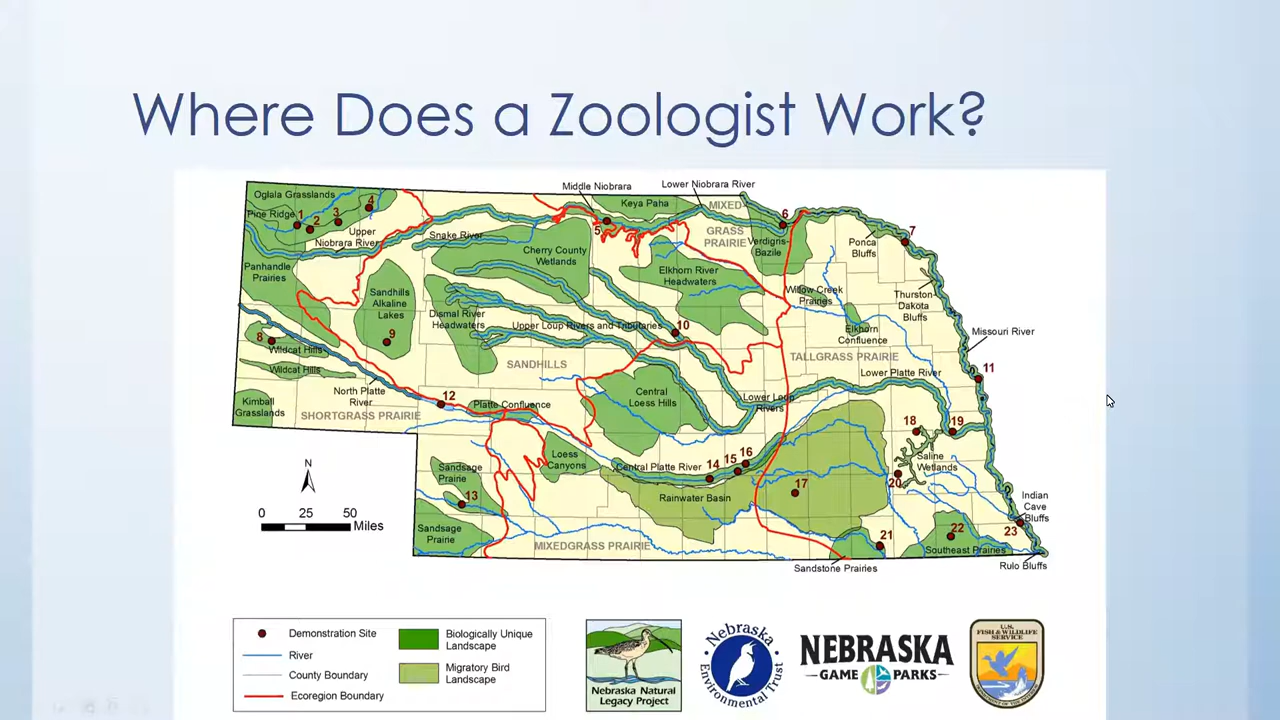 Where Does a Zoologist Work?
Middle Niobrara
Lower Niobrara River
Oglala Grasslands
Keya Paha
MIXED
GRASS
PRAIRIE
Pine Ridge
1
2
3
4
5
6
7
Upper
Niobrara River
Snake River
Verdigris-
Bazile
Ponca
Bluffs
Cherry County
Wetlands
Panhandle
Prairies
Elkhorn River
Headwaters
Sandhills
Alkaline
Lakes
Willow Creek
Prairies
Thurston-
Dakota
Bluffs
Dismal River
Headwaters
Upper Loup Rivers and Tributaries
10
Elkhorn
Confluence
Missouri River
8
9
Wildcat Hills
Wildcat Hills
SANDHILLS
TALLGRASS PRAIRIE
Lower Platte River
11
North Platte
River
12
Platte Confluence
Central
Loess Hills
Lower Loup
Rivers
Kimball
Grasslands
SHORTGRASS PRAIRIE
18
19
Loess
Canyons
Central Platte River
14
15
16
Saline
Wetlands
20
Sandsage
Prairie
13
Rainwater Basin
17
Indian
Cave
Bluffs
N
0 25 50
Miles
Sandsage
Prairie
MIXEDGRASS PRAIRIE
21
22
23
Southeast Prairies
Sandstone Prairies
Rulo Bluffs
Demonstration Site
River
County Boundary
Ecoregion Boundary
Biologically Unique
Landscape
Migratory Bird
Landscape
Nebraska Natural
Legacy Project
Nebraska
Environmental Trust
NEBRASKA
GAME PARKS
U.S.
FISH & WILDLIFE
SERVICE